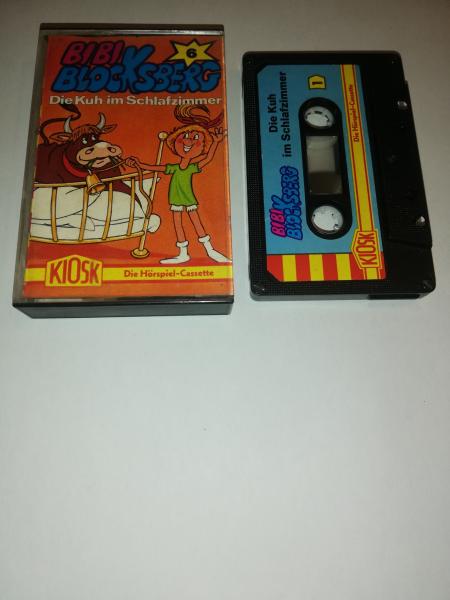 BIBI
BLOCKSBERG
6
Die Kuh im Schlafzimmer
KIOSK
Die Hörspiel-Cassette
BIBI
BLOCKSBERG
Die Kuh
im Schlafzimmer
1
KIOSK
Die Hörspiel-Cassette